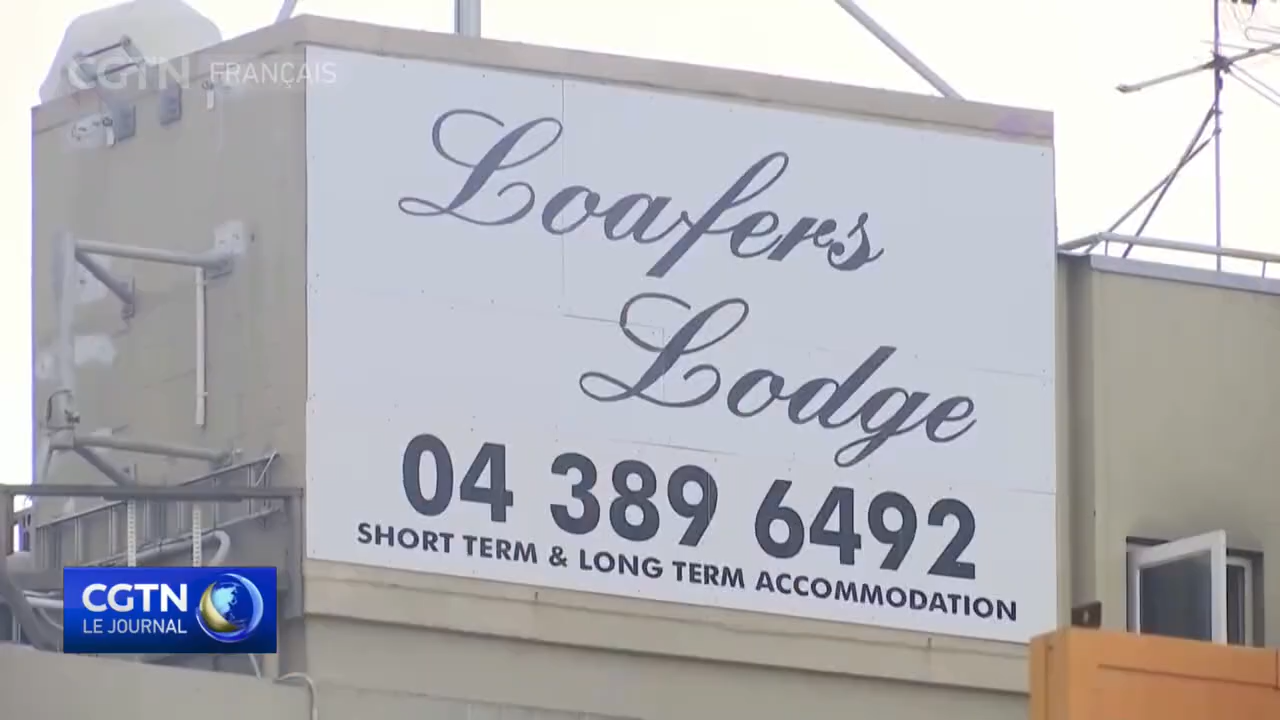 CGTN FRANÇAIS
Loafers
Lodge
04 389 6492
SHORT TERM & LONG TERM ACCOMMODATION
CGTN
LE JOURNAL